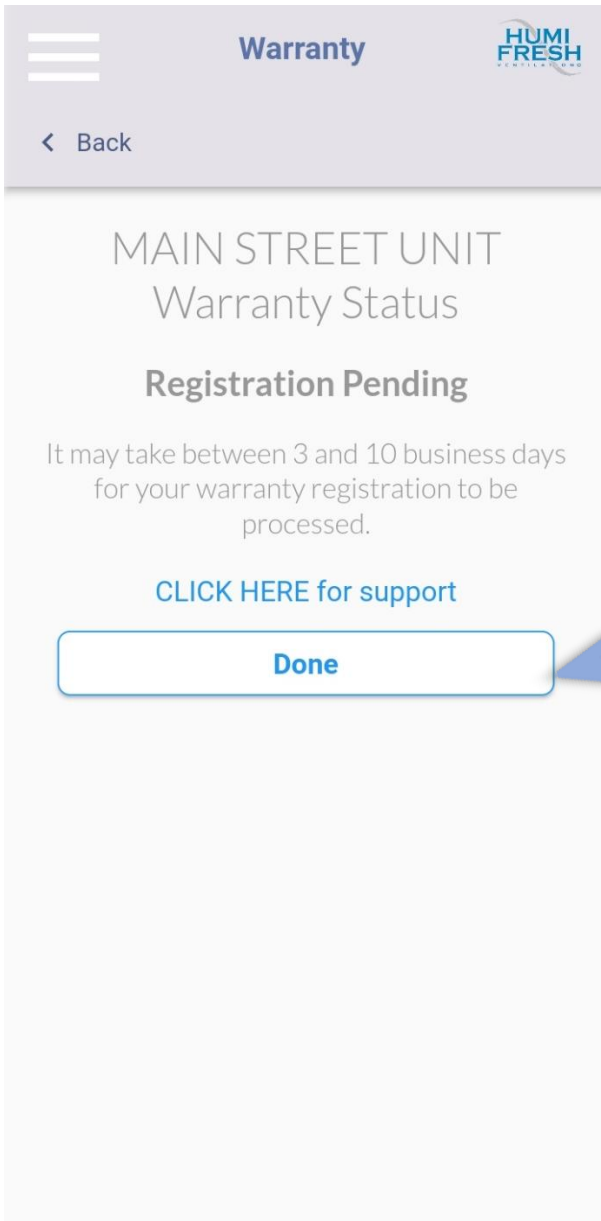 Warranty
HUMI
FRESH
VENTILATIONS
Back
MAIN STREET UNIT
Warranty Status
Registration Pending
It may take between 3 and 10 business days
for your warranty registration to be
processed.
CLICK HERE for support
Done